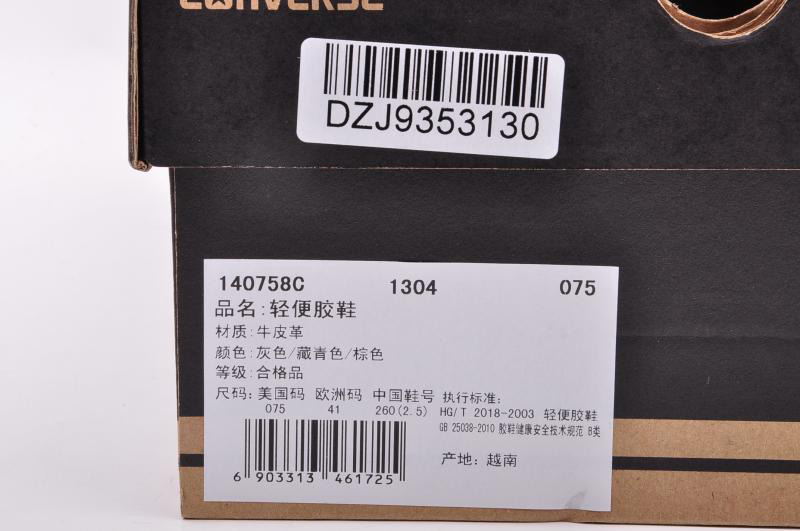 CONVERSE
DZJ9353130
140758C 1304 075
品名:轻便胶鞋
材质:牛皮革
颜色:灰色/藏青色/棕色
等级:合格品
尺码:美国码 欧洲码 中国鞋号 执行标准:
075 41 260(2.5) HG/T 2018-2003 轻便胶鞋
GB 25038-2010 胶鞋健康安全技术规范 B类
产地:越南
6 903313 461725